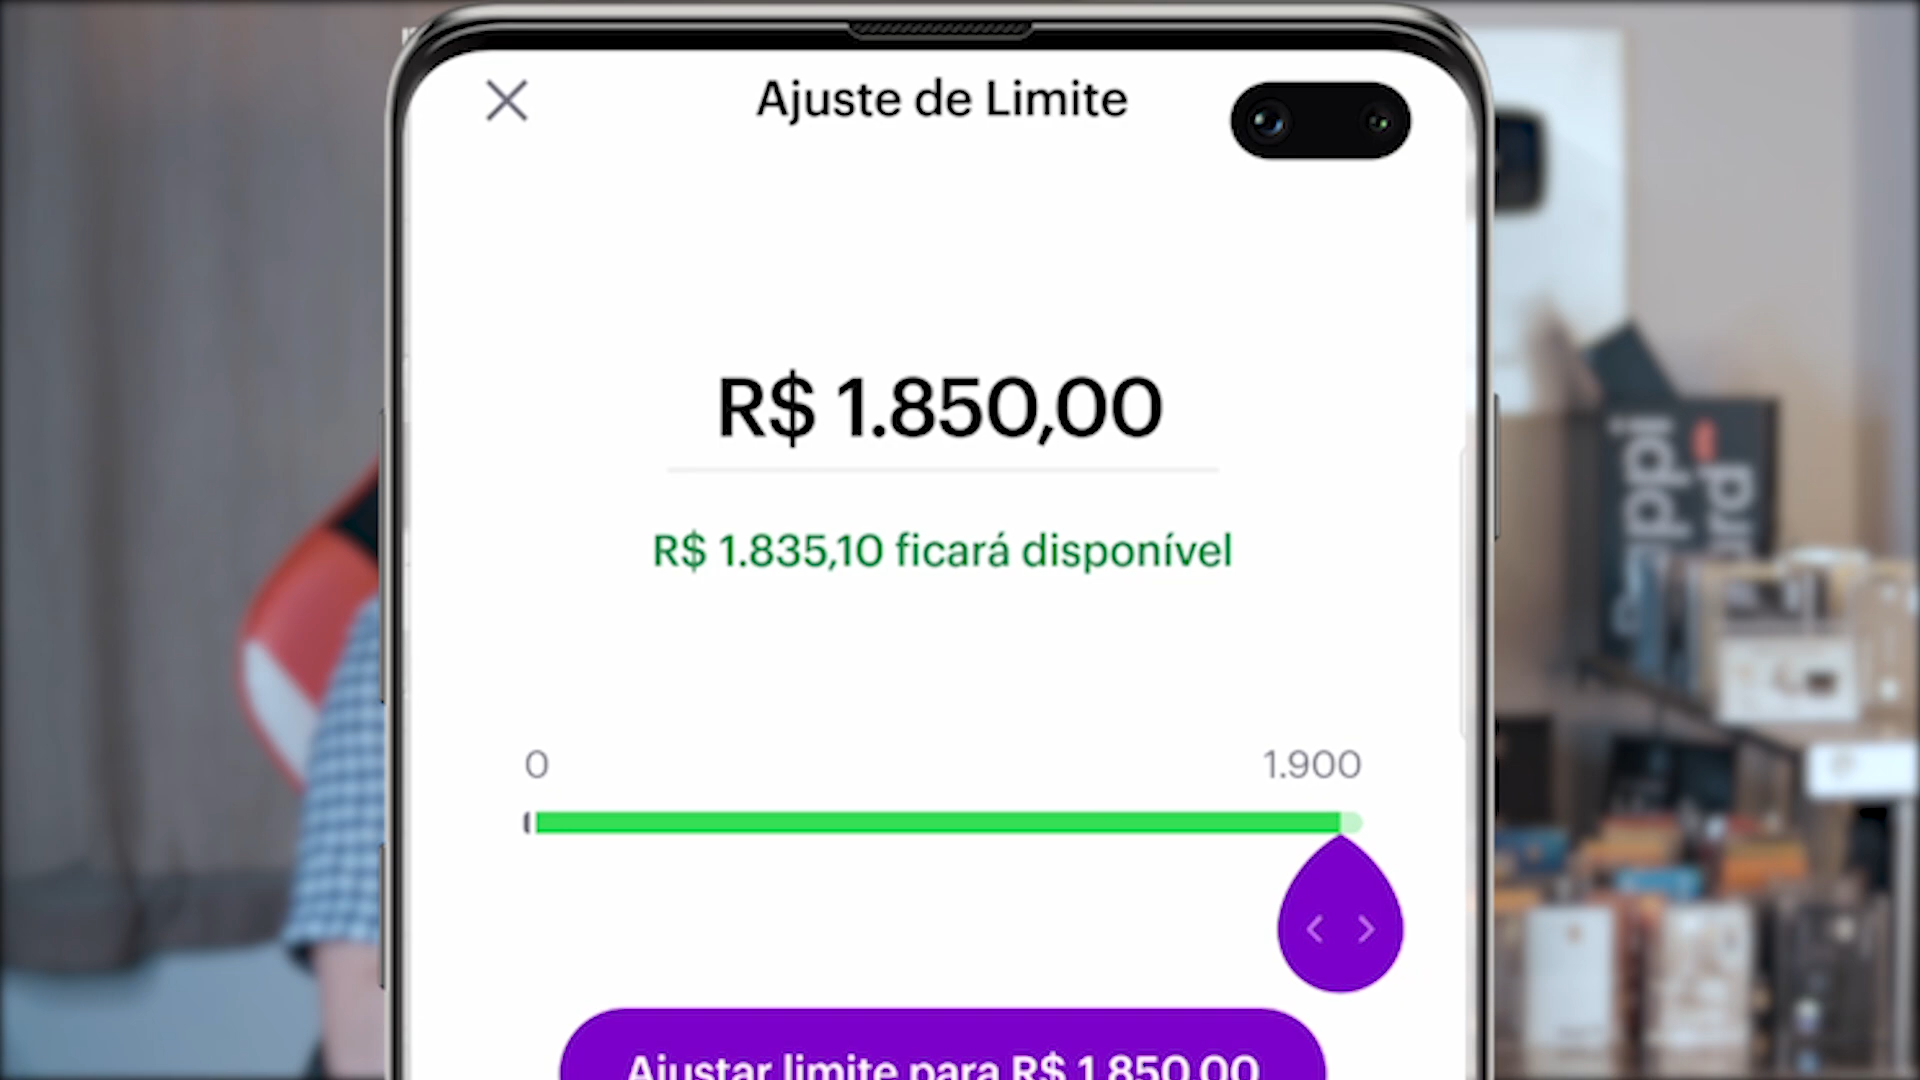 Ajuste de Limite
R$ 1.850,00
R$ 1.835,10 ficará disponível
0 1.900
Ajustar limite para R$ 1.850,00